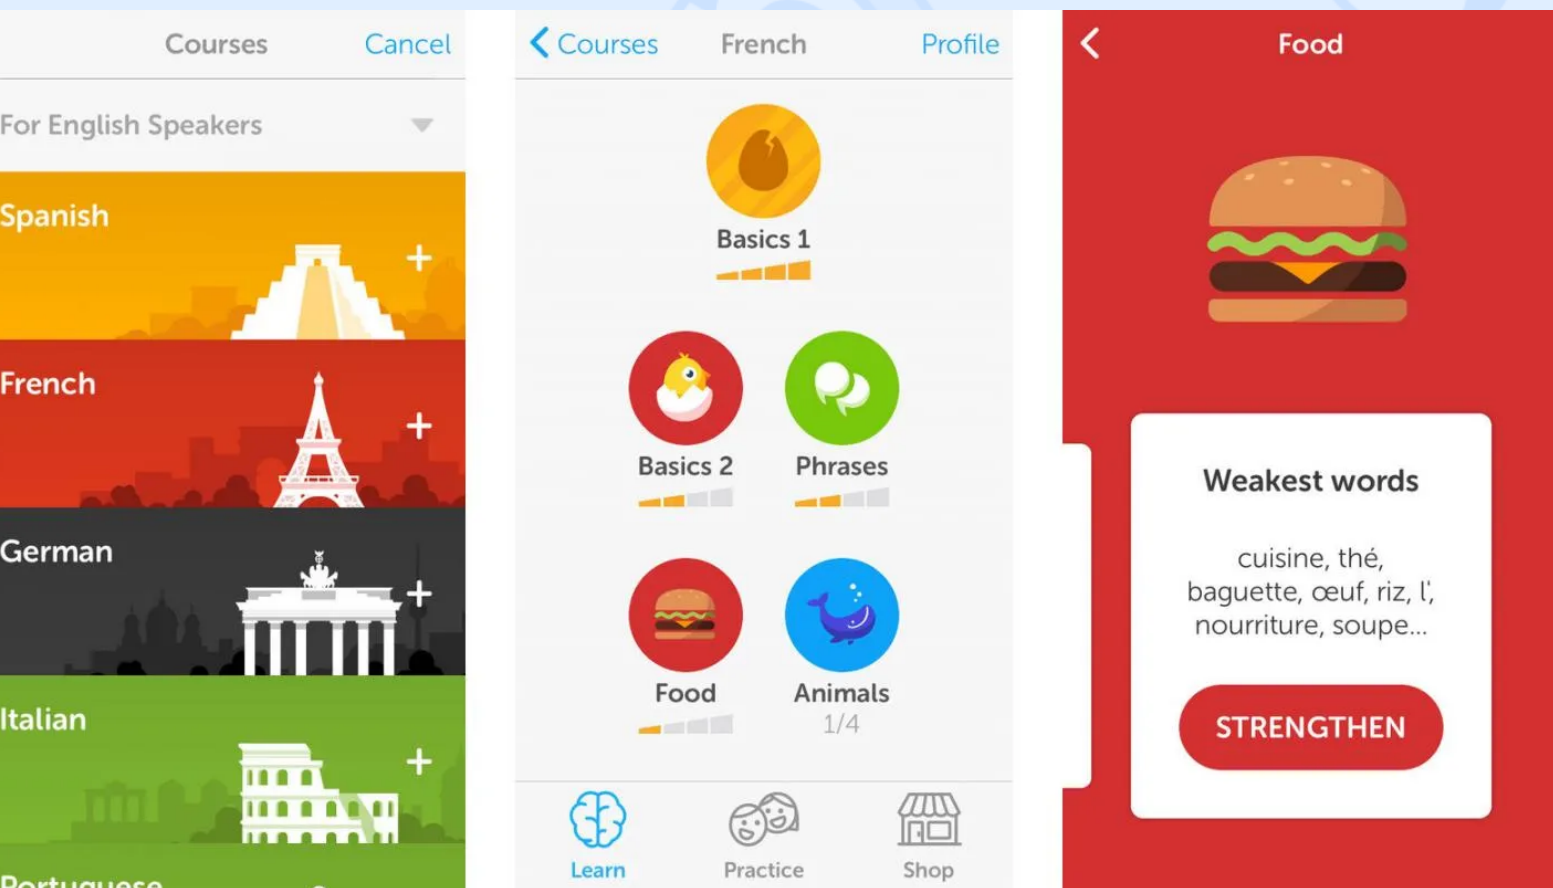 Courses
Cancel
For English Speakers
Spanish
French
German
Italian
Portuguese
Courses
French
Profile
Basics 1
Basics 2
Phrases
Food
Animals
1/4
Learn
Practice
Shop
Food
Weakest words
cuisine, thé,
baguette, œuf, riz, l',
nourriture, soupe...
STRENGTHEN